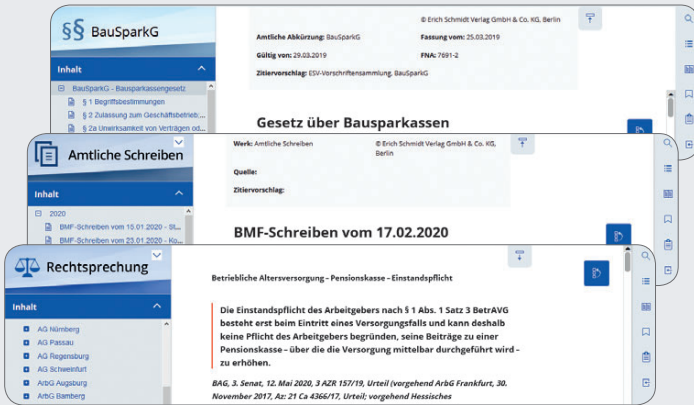 §§ BauSparkG
Inhalt
BauSparkG - Bausparkassengesetz
§ 1 Begriffsbestimmungen
§ 2 Zulassung zum Geschäftsbetrieb;...
§ 2a Unwirksamkeit von Verträgen od...
© Erich Schmidt Verlag GmbH & Co. KG, Berlin
Amtliche Abkürzung: BauSparkG
Fassung vom: 25.03.2019
Gültig von: 29.03.2019
FNA: 7691-2
Zitiervorschlag: ESV-Vorschriftensammlung, BauSparkG
Gesetz über Bausparkassen
Amtliche Schreiben
Inhalt
2020
BMF-Schreiben vom 15.01.2020 - St...
BMF-Schreiben vom 23.01.2020 - Ko...
Werk: Amtliche Schreiben
© Erich Schmidt Verlag GmbH & Co. KG,
Berlin
Quelle:
Zitiervorschlag:
BMF-Schreiben vom 17.02.2020
Rechtsprechung
Inhalt
AG Nürnberg
AG Passau
AG Regensburg
AG Schweinfurt
ArbG Augsburg
ArbG Bamberg
Betriebliche Altersversorgung – Pensionskasse – Einstandspflicht
Die Einstandspflicht des Arbeitgebers nach § 1 Abs. 1 Satz 3 BetrAVG
besteht erst beim Eintritt eines Versorgungsfalls und kann deshalb
keine Pflicht des Arbeitgebers begründen, seine Beiträge zu einer
Pensionskasse – über die die Versorgung mittelbar durchgeführt wird –
zu erhöhen.
BAG, 3. Senat, 12. Mai 2020, 3 AZR 157/19, Urteil (vorgehend ArbG Frankfurt, 30.
November 2017, Az: 21 Ca 4366/17, Urteil; vorgehend Hessisches